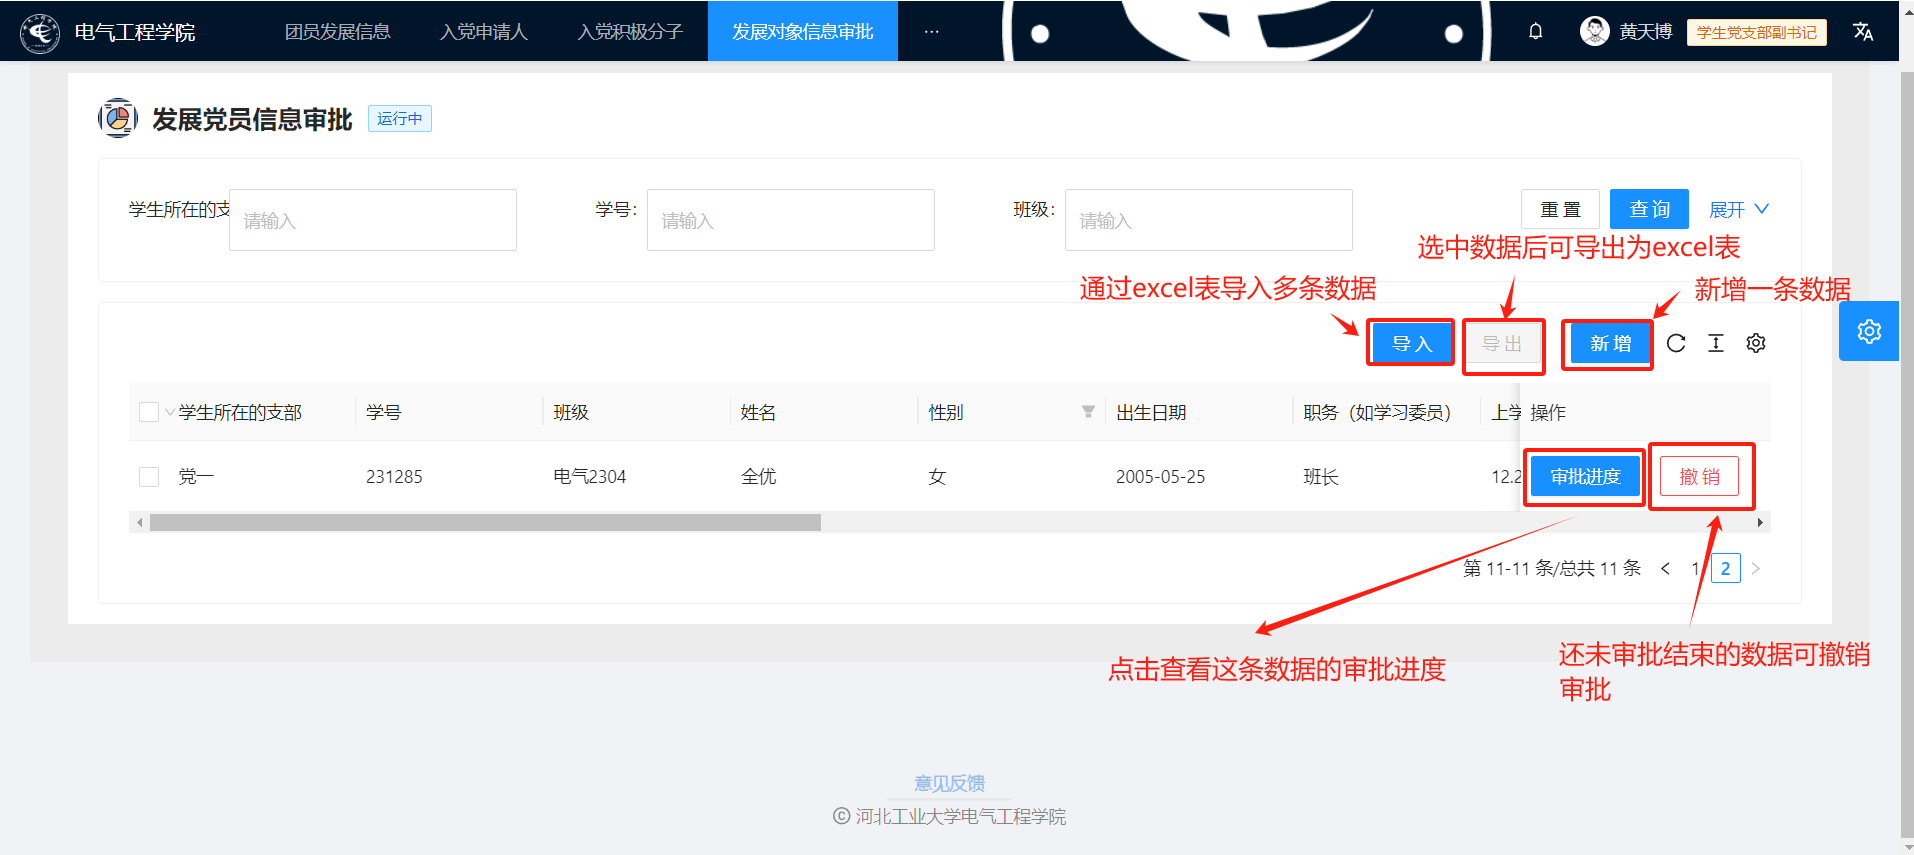 电气工程学院 团员发展信息 入党申请人 入党积极分子 发展对象信息审批 ··· 黄天博 学生党支部副书记
发展党员信息审批 运行中
学生所在的支 请输入 学号: 请输入 班级: 请输入 重 置 查 询 展开
选中数据后可导出为excel表
通过excel表导入多条数据
新增一条数据
导 入 导 出 新 增
学生所在的支部 学号 班级 姓名 性别 出生日期 职务（如学习委员） 上学 操作
党一 231285 电气2304 全优 女 2005-05-25 班长 12.2 审批进度 撤 销
第 11-11 条/总共 11 条 < 1 2 >
点击查看这条数据的审批进度
还未审批结束的数据可撤销
审批
意见反馈
© 河北工业大学电气工程学院